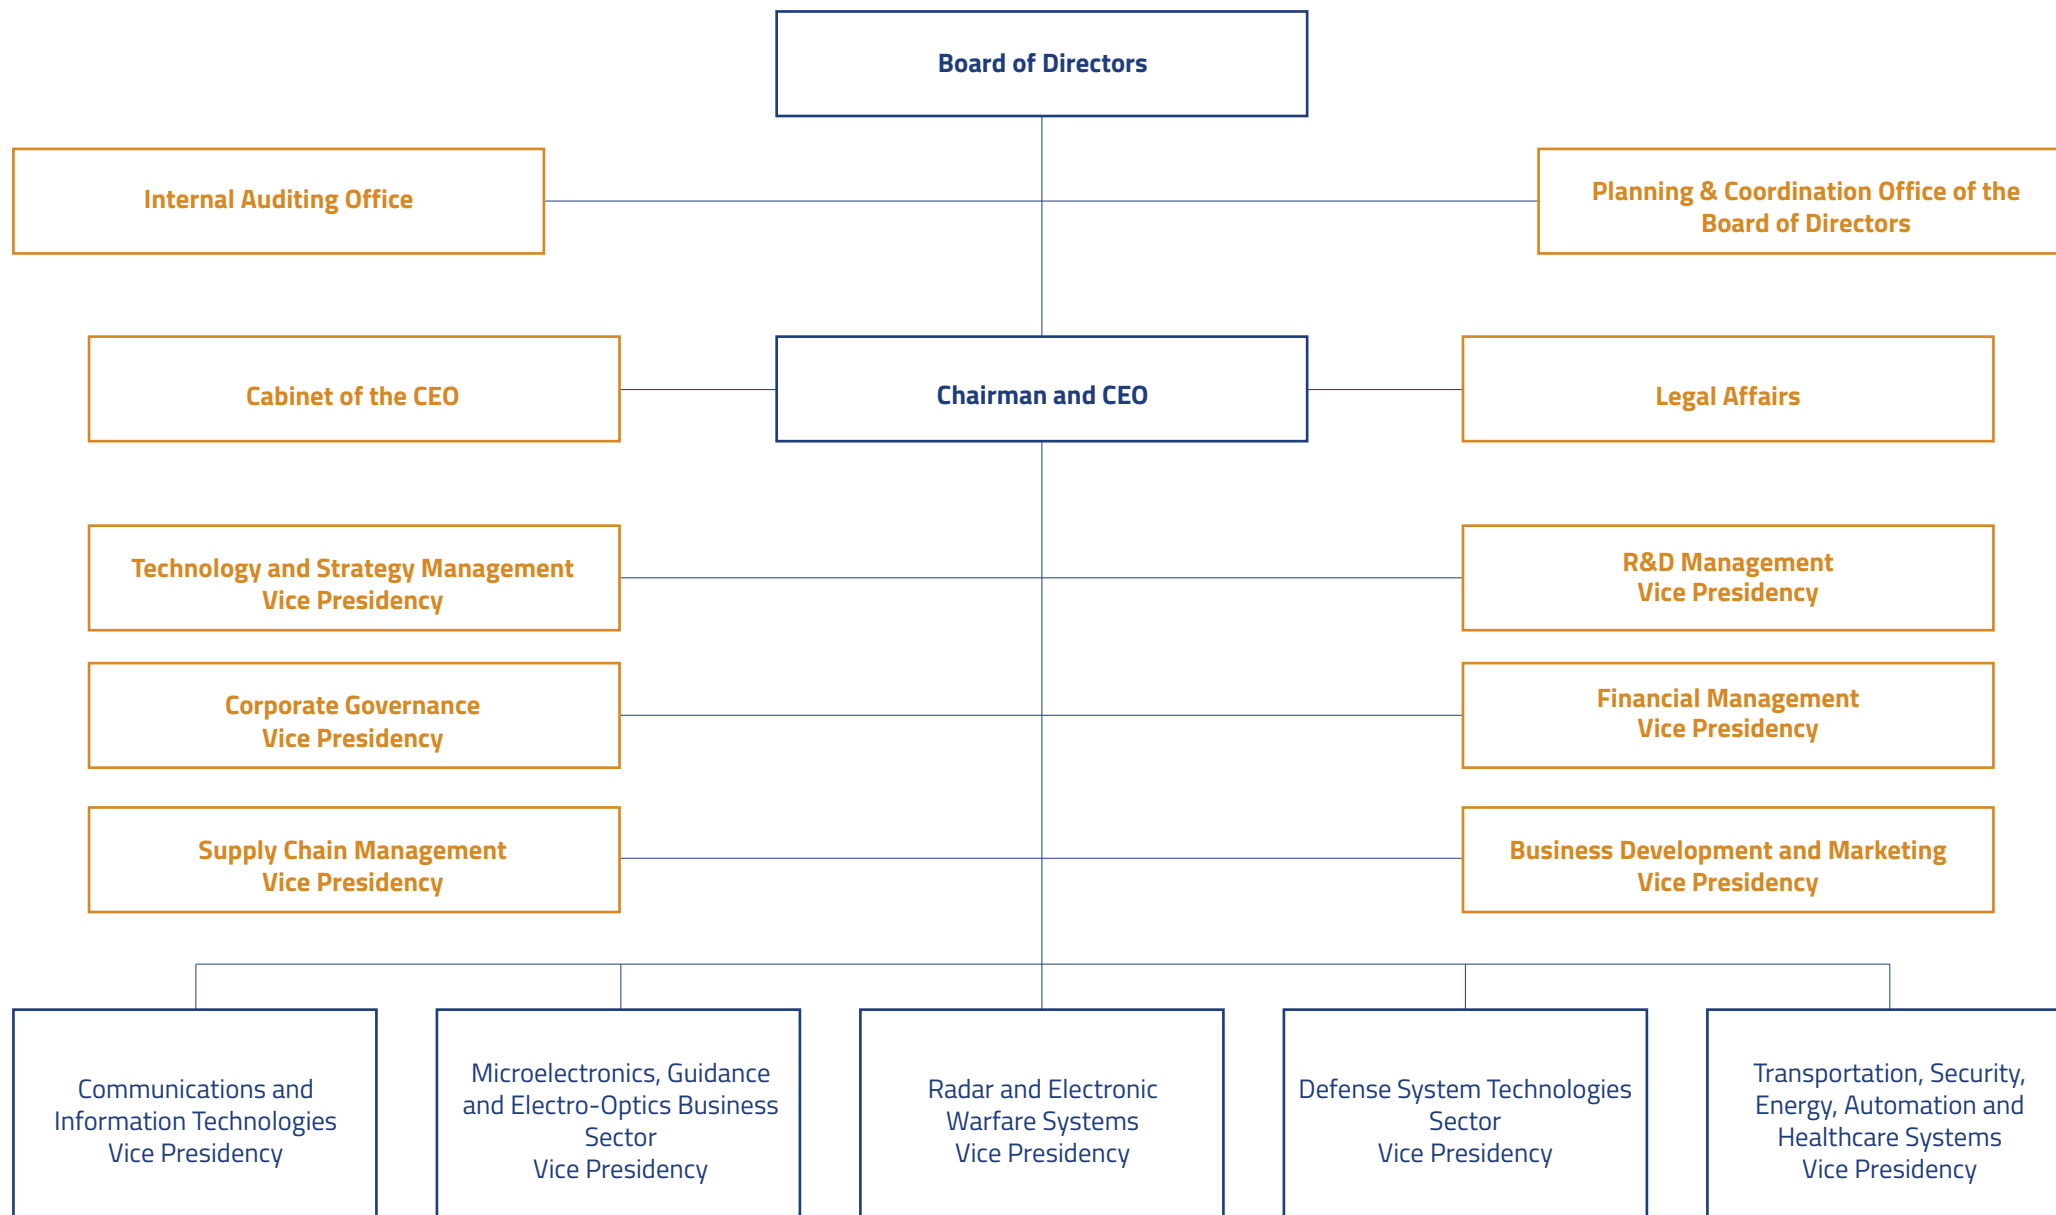 Board of Directors
Internal Auditing Office
Planning & Coordination Office of the
Board of Directors
Cabinet of the CEO
Chairman and CEO
Legal Affairs
Technology and Strategy Management
Vice Presidency
R&D Management
Vice Presidency
Corporate Governance
Vice Presidency
Financial Management
Vice Presidency
Supply Chain Management
Vice Presidency
Business Development and Marketing
Vice Presidency
Communications and
Information Technologies
Vice Presidency
Microelectronics, Guidance
and Electro-Optics Business
Sector
Vice Presidency
Radar and Electronic
Warfare Systems
Vice Presidency
Defense System Technologies
Sector
Vice Presidency
Transportation, Security,
Energy, Automation and
Healthcare Systems
Vice Presidency